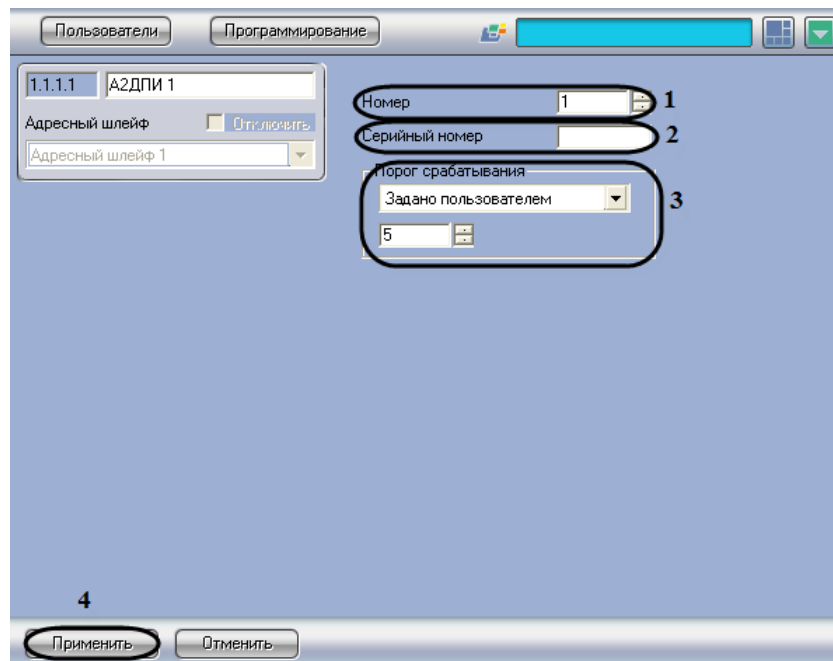 Пользователи
Программирование
1.1.1.1
А2ДПИ 1
Адресный шлейф
Отключить
Адресный шлейф 1
Номер
1
1
Серийный номер
2
Порог срабатывания
Задано пользователем
3
5
4
Применить
Отменить